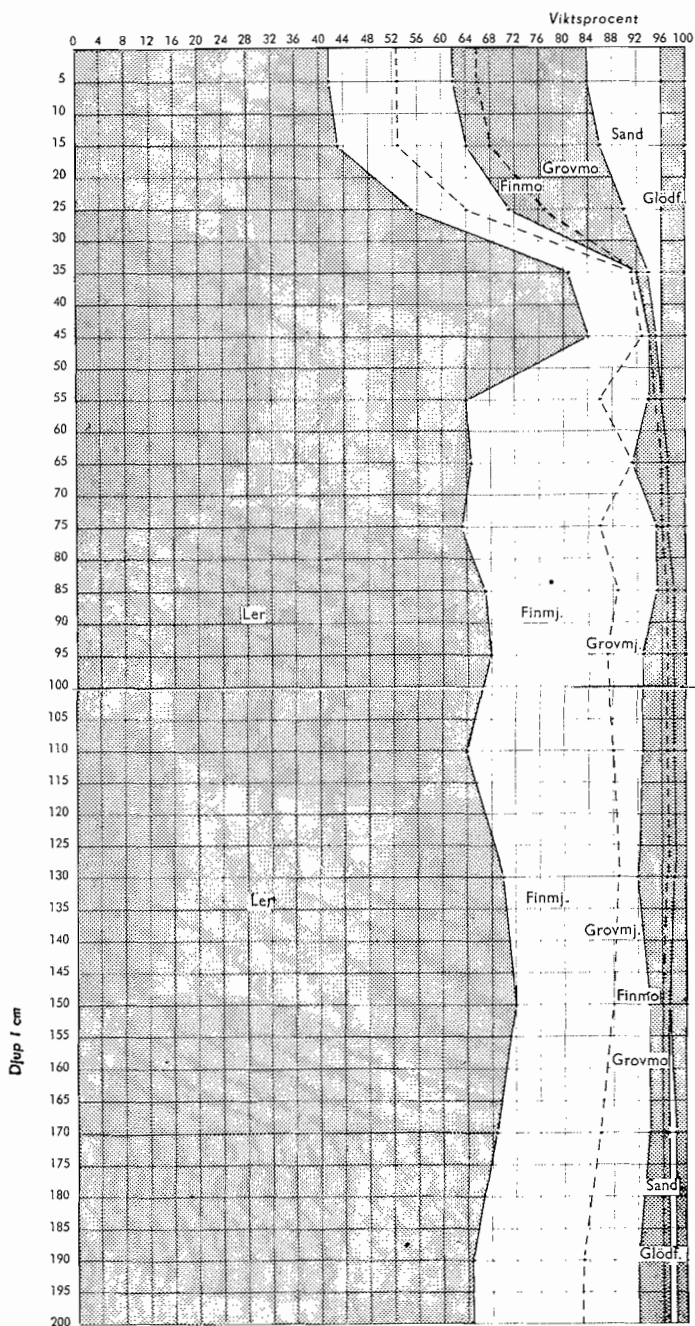 Viktsprocent
0 4 8 12 16 20 24 28 32 36 40 44 48 52 56 60 64 68 72 76 80 84 88 92 96 100
5
10
15
Sand
20
Grovmo
Finmo
25
Glödf.
30
35
40
45
50
55
60
65
70
75
80
85
90
Ler
Finmj.
Grovmj.
95
100
105
110
115
120
125
130
135
Ler
Finmj.
140
Grovmj.
145
150
Finmo
155
160
Grovmo
165
170
175
180
Sand
185
190
Glödf.
195
200
Djup i cm